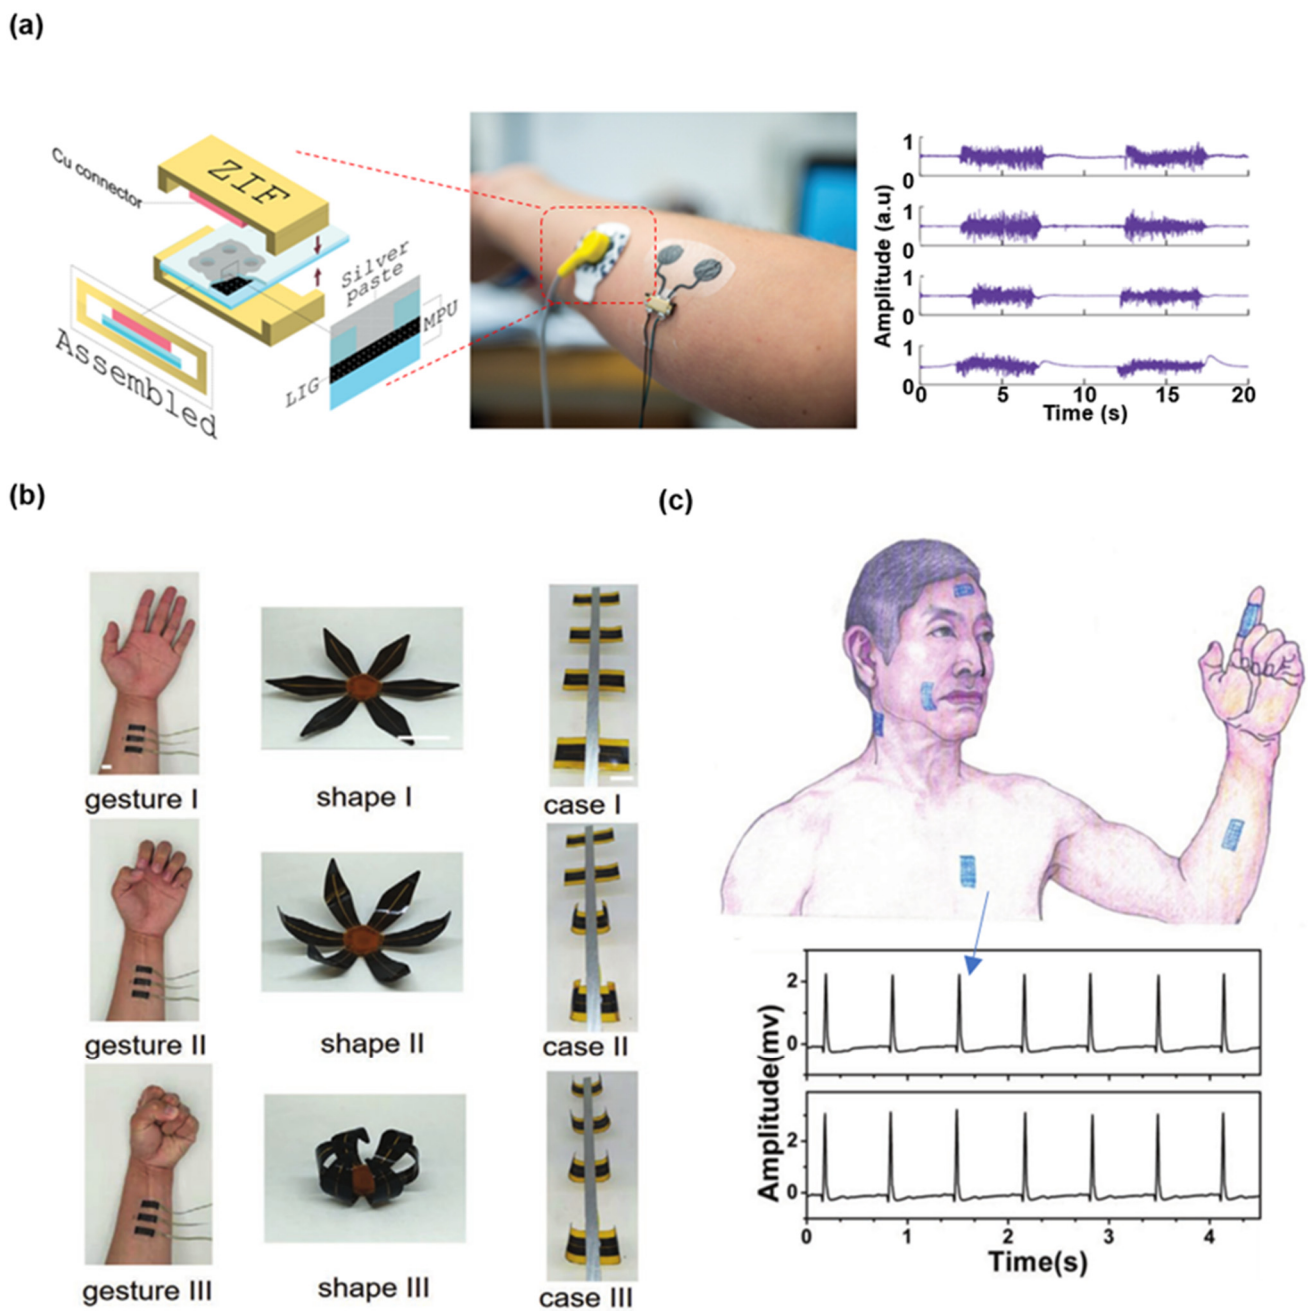 (a)
Cu connector
ZIF
Silver
paste
MPU
LIG
Assembled
Amplitude (a.u)
1
0
1
0
1
0
1
0
0
5
10
15
20
Time (s)
(b)
gesture I
shape I
case I
gesture II
shape II
case II
gesture III
shape III
case III
(c)
Amplitude(mv)
2
0
2
0
0
1
2
3
4
Time(s)